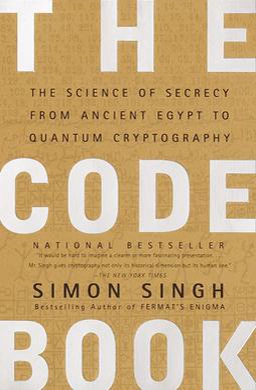 THE
THE SCIENCE OF SECRECY
FROM ANCIENT EGYPT TO
QUANTUM CRYPTOGRAPHY
CODE
NATIONAL BESTSELLER
"It would be hard to imagine a clearer or more fascinating presentation. . . .
Mr. Singh gives cryptography not only its historical dimension but its human one."
—THE NEW YORK TIMES
SIMON SINGH
Bestselling Author of FERMAT'S ENIGMA
BOOK